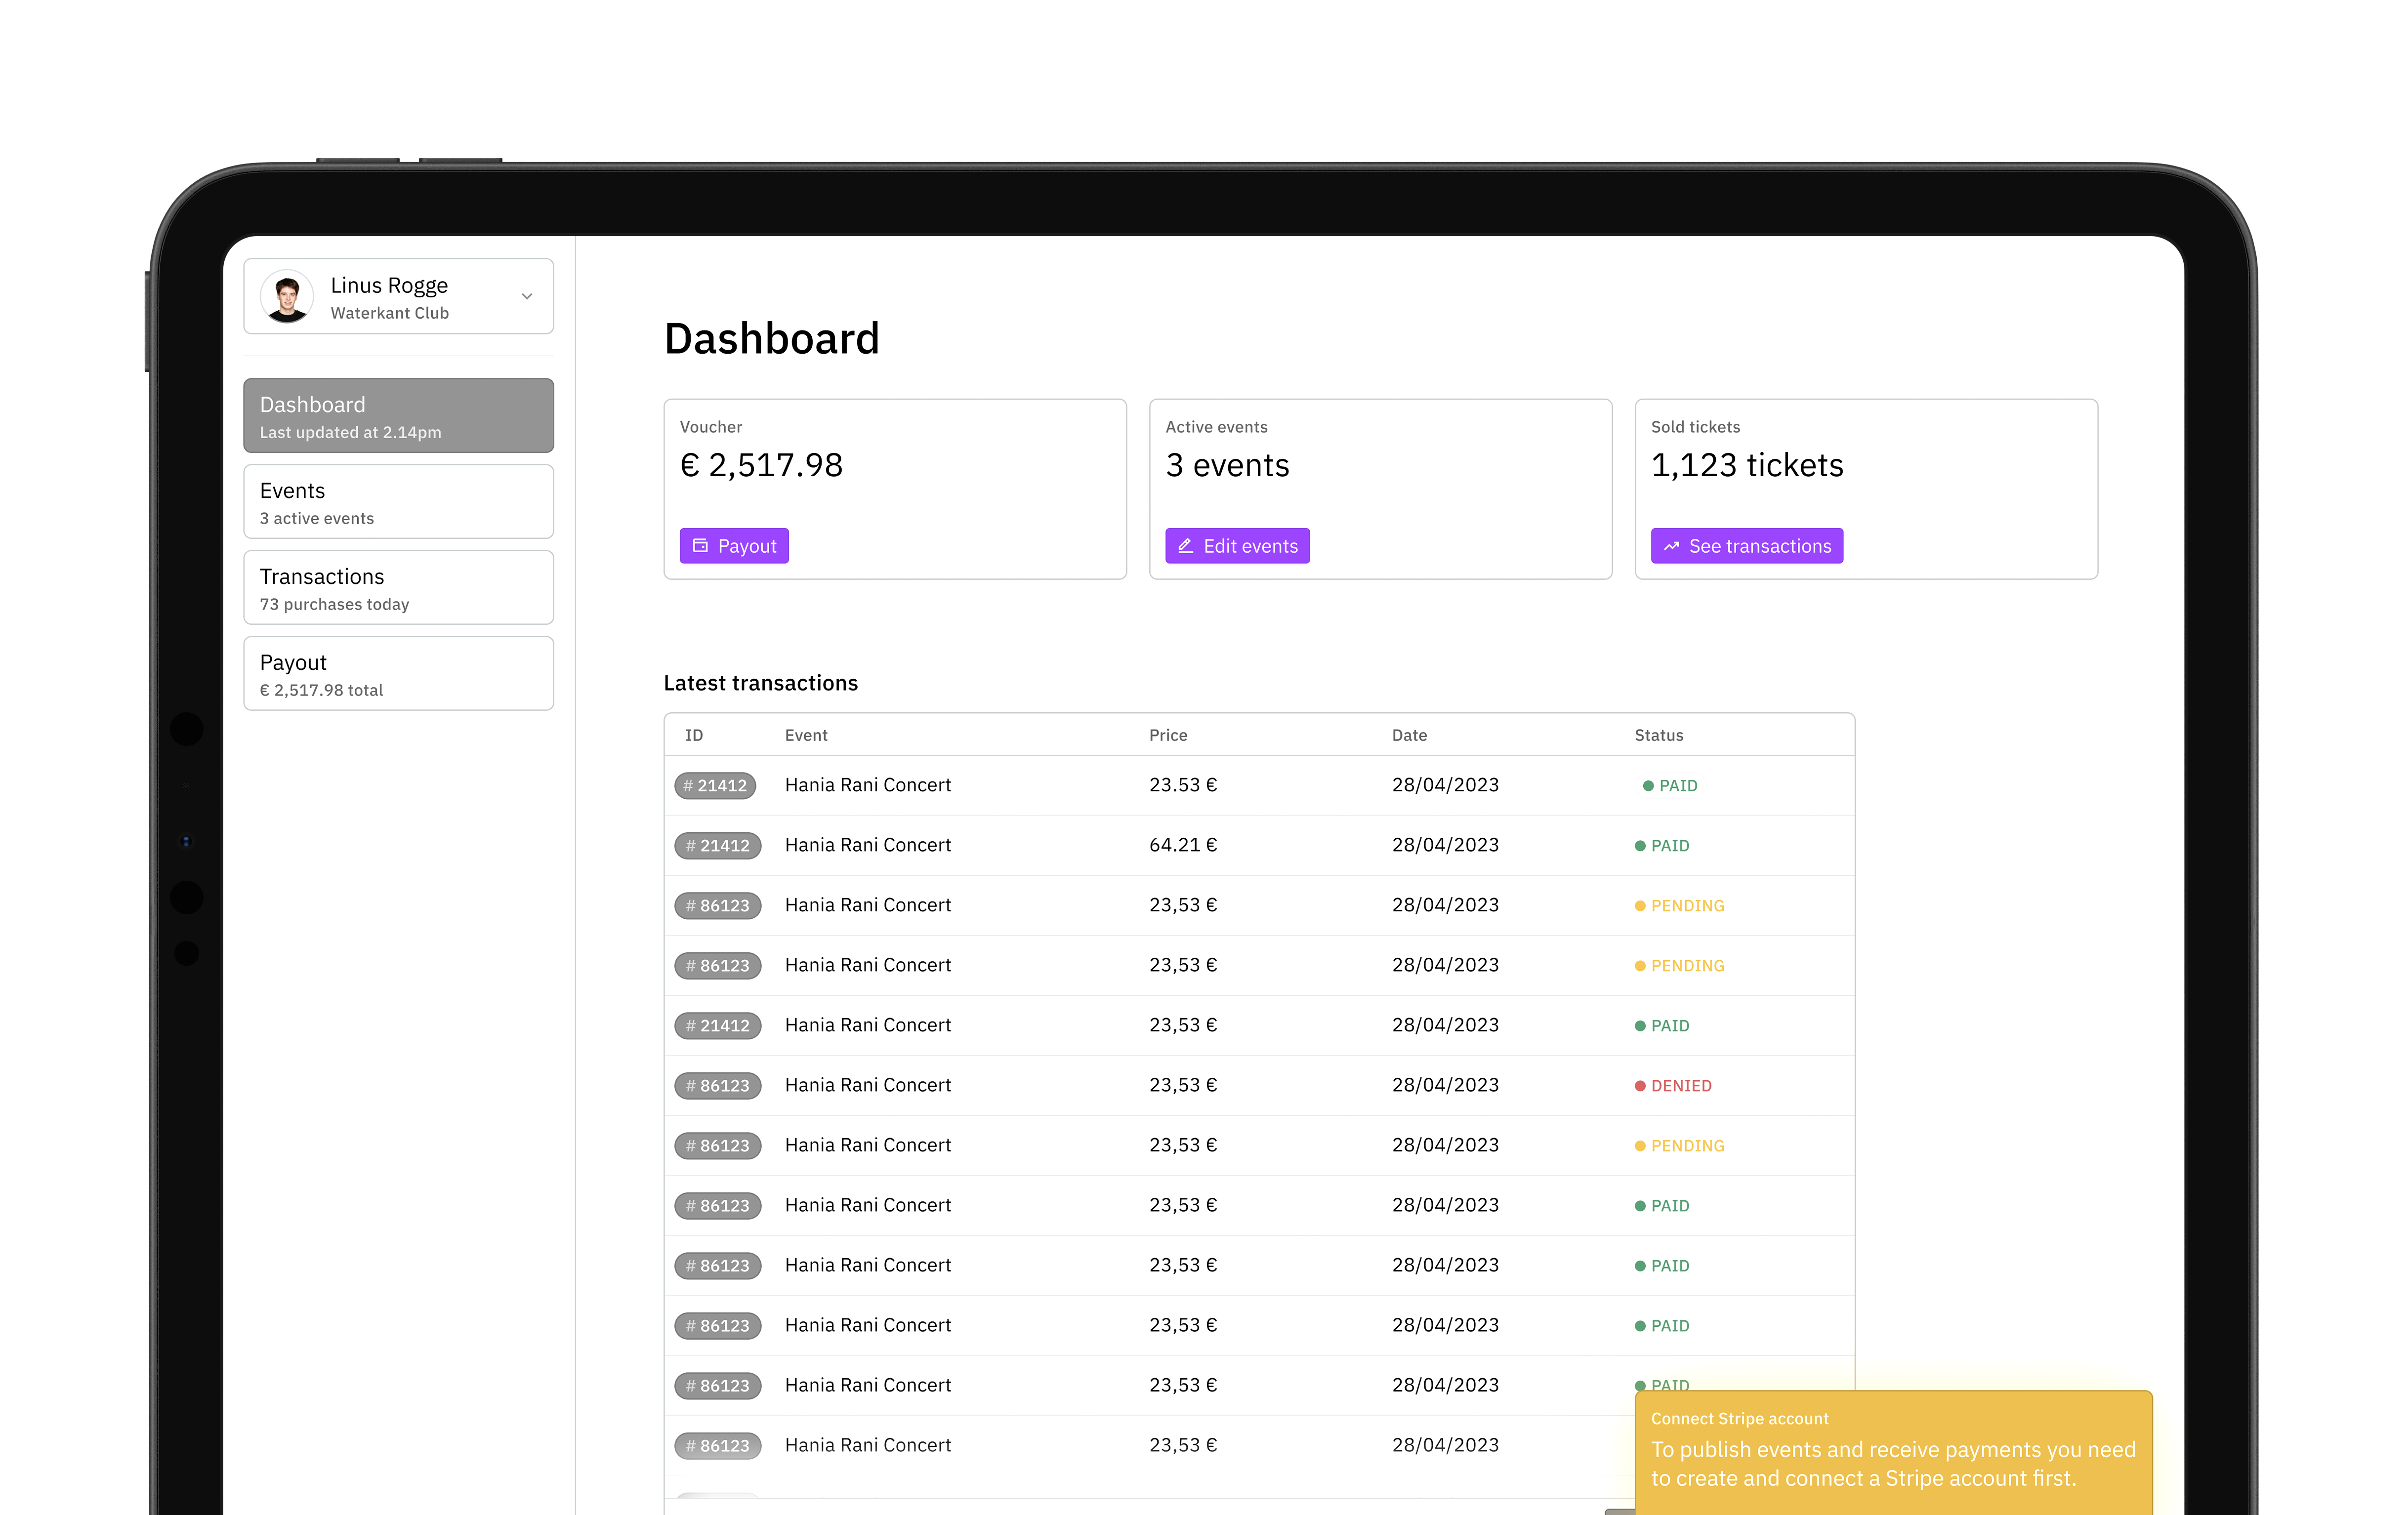 Linus Rogge
Waterkant Club
Dashboard
Last updated at 2.14pm
Events
3 active events
Transactions
73 purchases today
Payout
€ 2,517.98 total
Dashboard
Voucher
€ 2,517.98
Payout
Active events
3 events
Edit events
Sold tickets
1,123 tickets
See transactions
Latest transactions
ID Event Price Date Status
# 21412 Hania Rani Concert 23.53 € 28/04/2023 PAID
# 21412 Hania Rani Concert 64.21 € 28/04/2023 PAID
# 86123 Hania Rani Concert 23,53 € 28/04/2023 PENDING
# 86123 Hania Rani Concert 23,53 € 28/04/2023 PENDING
# 21412 Hania Rani Concert 23,53 € 28/04/2023 PAID
# 86123 Hania Rani Concert 23,53 € 28/04/2023 DENIED
# 86123 Hania Rani Concert 23,53 € 28/04/2023 PENDING
# 86123 Hania Rani Concert 23,53 € 28/04/2023 PAID
# 86123 Hania Rani Concert 23,53 € 28/04/2023 PAID
# 86123 Hania Rani Concert 23,53 € 28/04/2023 PAID
# 86123 Hania Rani Concert 23,53 € 28/04/2023 PAID
# 86123 Hania Rani Concert 23,53 € 28/04/2023
Connect Stripe account
To publish events and receive payments you need
to create and connect a Stripe account first.